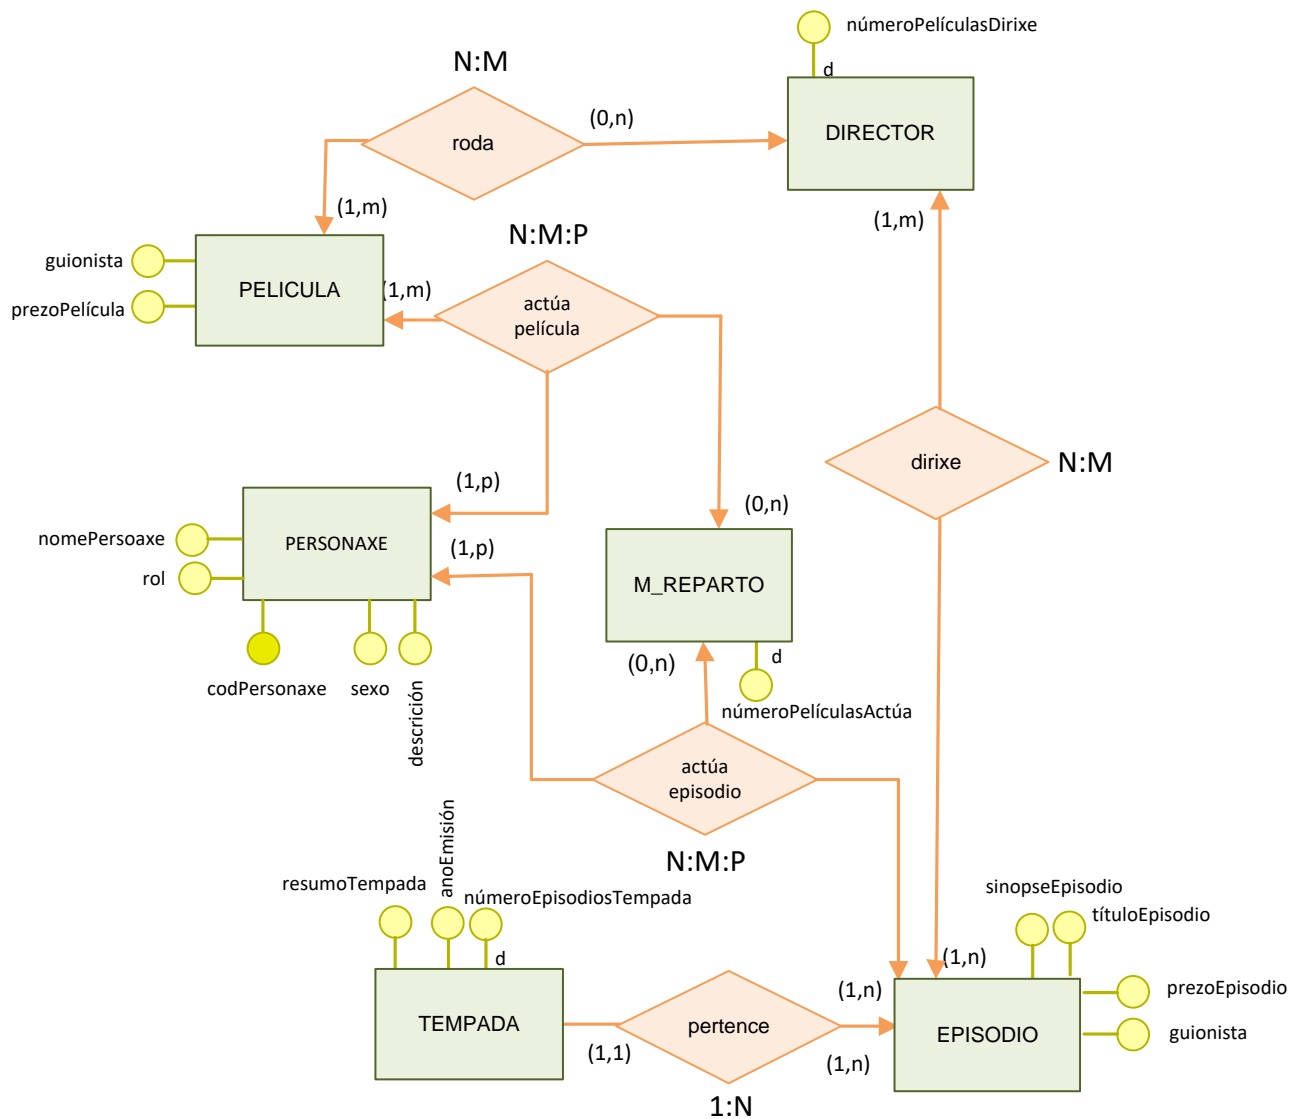 númeroPelículasDirixe
d
N:M
(0,n)
DIRECTOR
roda
(1,m)
(1,m)
N:M:P
guionista
PELICULA
(1,m)
actúa
película
prezoPelícula
dirixe
N:M
(1,p)
(0,n)
nomePersoaxe
PERSONAXE
(1,p)
rol
M_REPARTO
(0,n)
d
codPersonaxe
sexo
descrición
númeroPelículasActúa
actúa
episodio
N:M:P
resumoTempada
anoEmisión
númeroEpisodiosTempada
d
sinopseEpisodio
títuloEpisodio
(1,n)
(1,n)
prezoEpisodio
TEMPADA
pertence
EPISODIO
guionista
(1,1)
(1,n)
1:N